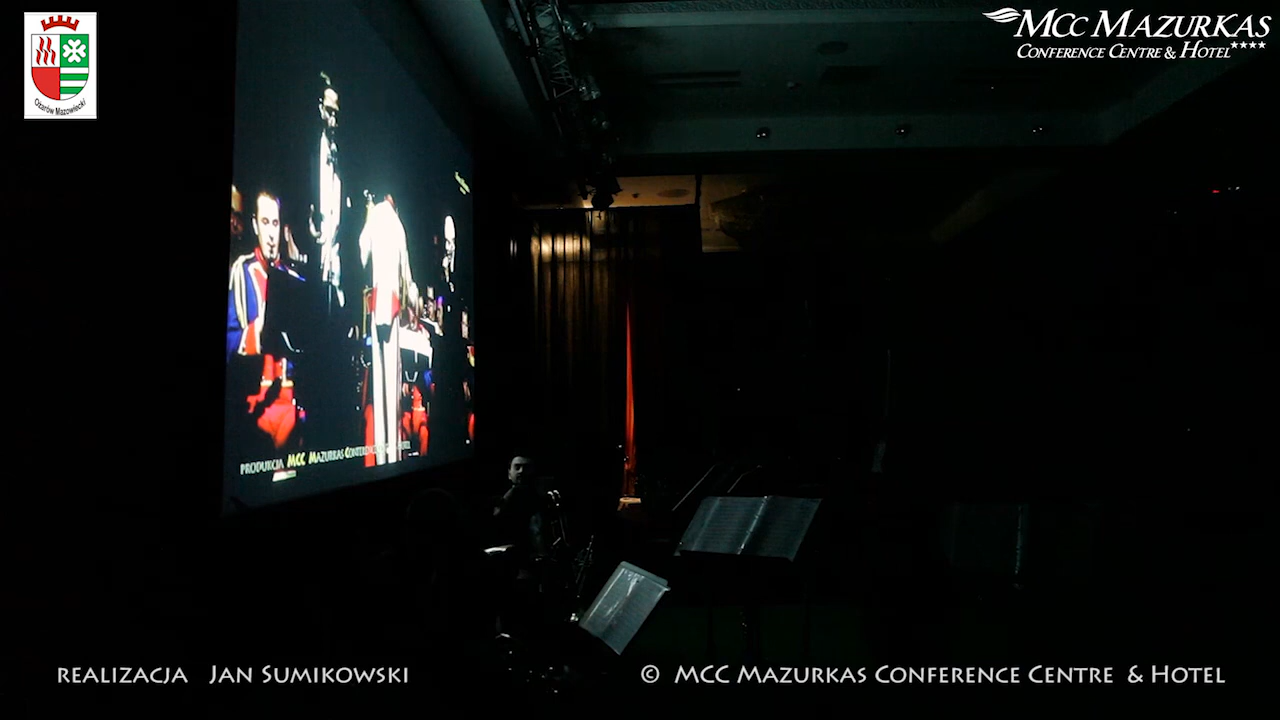 Ożarów Mazowiecki
MCC MAZURKAS
CONFERENCE CENTRE & HOTEL****
PRODUKCJA MCC MAZURKAS
REALIZACJA JAN SUMIKOWSKI
© MCC MAZURKAS CONFERENCE CENTRE & HOTEL